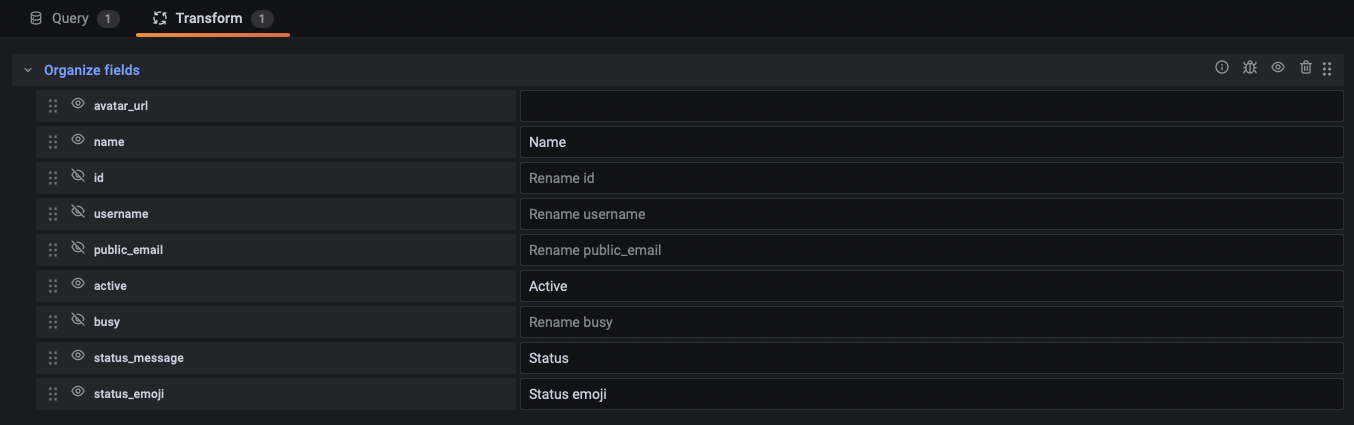 Query 1 Transform 1
Organize fields
avatar_url
name Name
id Rename id
username Rename username
public_email Rename public_email
active Active
busy Rename busy
status_message Status
status_emoji Status emoji